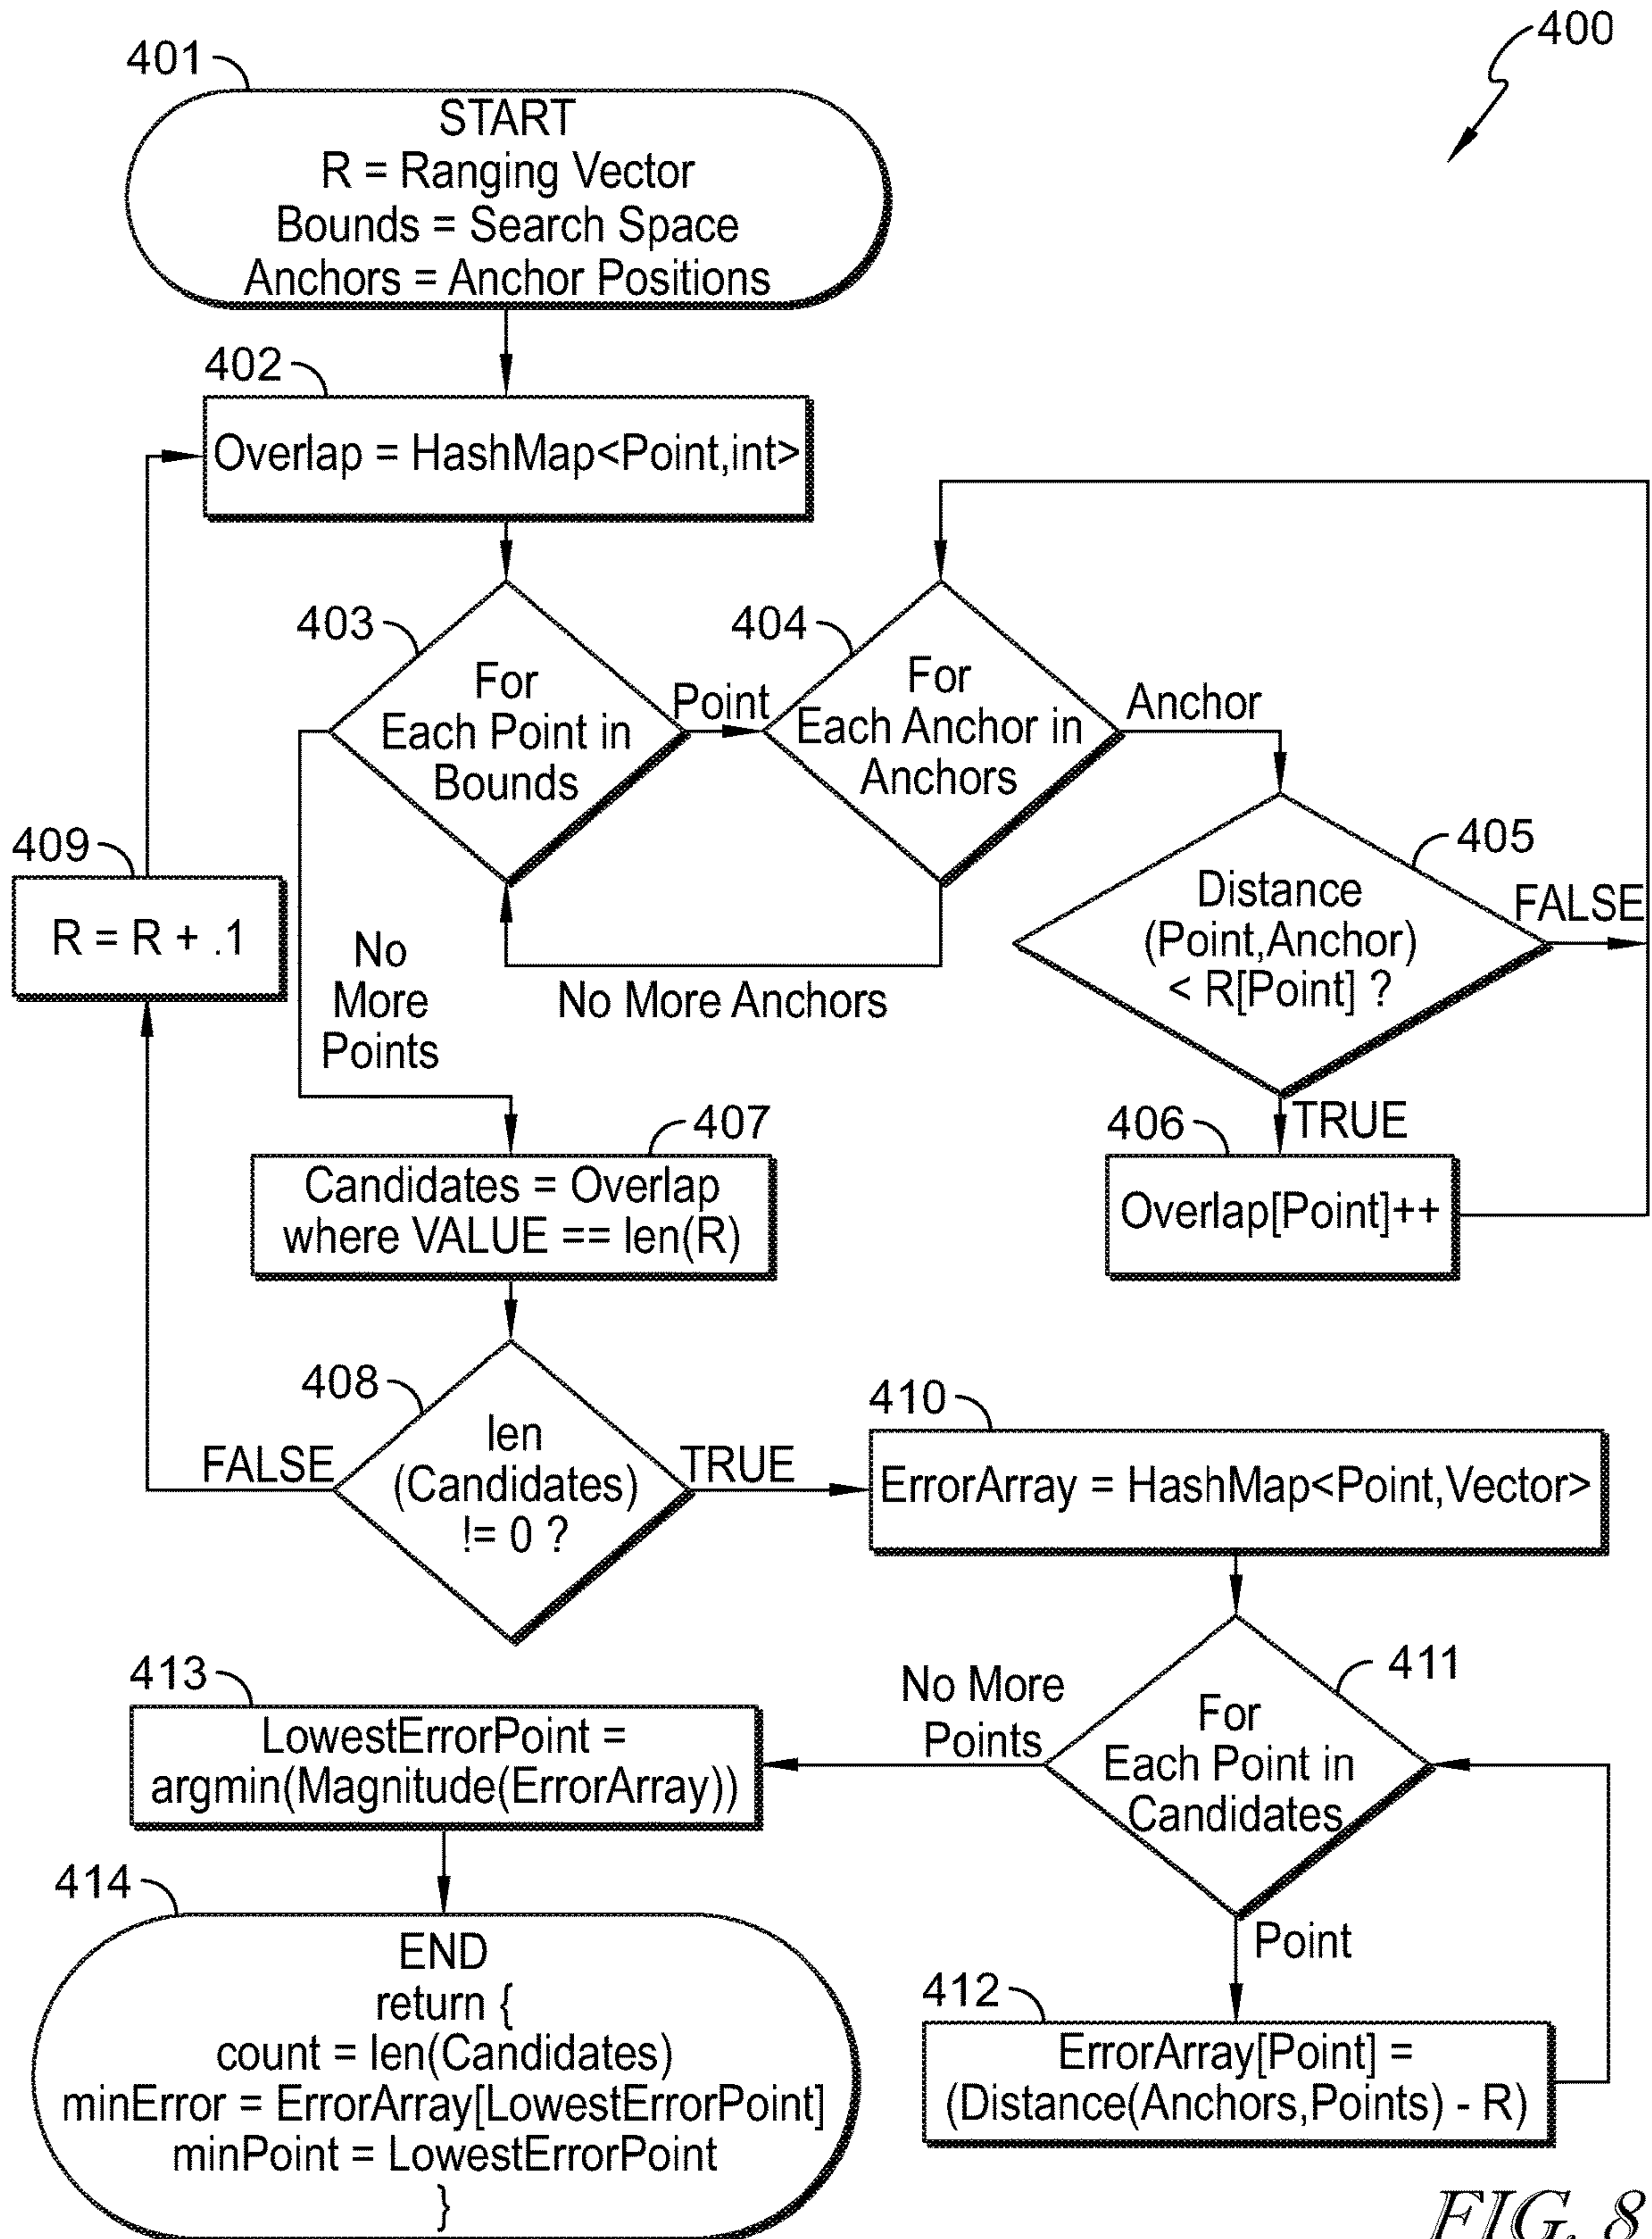 400
401
START
R = Ranging Vector
Bounds = Search Space
Anchors = Anchor Positions
402
Overlap = HashMap<Point,int>
403
For
Each Point in
Bounds
Point
404
For
Each Anchor in
Anchors
Anchor
405
Distance
(Point,Anchor)
< R[Point] ?
FALSE
TRUE
406
Overlap[Point]++
No More Anchors
No
More
Points
409
R = R + .1
407
Candidates = Overlap
where VALUE == len(R)
408
len
(Candidates)
!= 0 ?
FALSE
TRUE
410
ErrorArray = HashMap<Point,Vector>
411
For
Each Point in
Candidates
No More
Points
Point
412
ErrorArray[Point] =
(Distance(Anchors,Points) - R)
413
LowestErrorPoint =
argmin(Magnitude(ErrorArray))
414
END
return {
count = len(Candidates)
minError = ErrorArray[LowestErrorPoint]
minPoint = LowestErrorPoint
}
FIG. 8